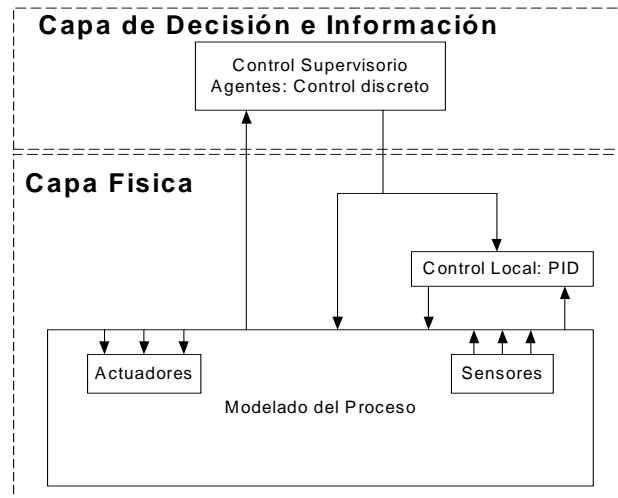 Capa de Decisión e Información
Control Supervisorio
Agentes: Control discreto
Capa Fisica
Control Local: PID
Actuadores
Sensores
Modelado del Proceso